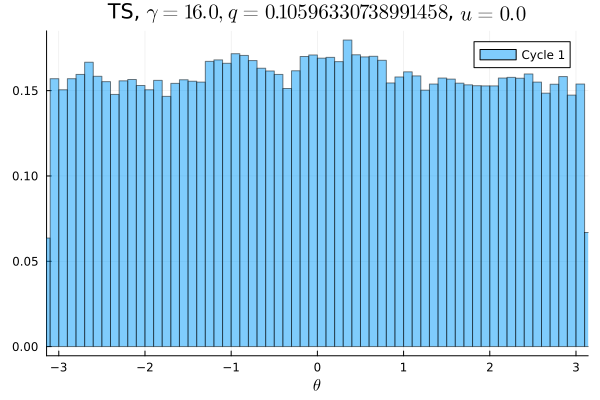 TS, γ = 16.0, q = 0.10596330738991458, u = 0.0
Cycle 1
0.15
0.10
0.05
0.00
−3 −2 −1 0 1 2 3
θ